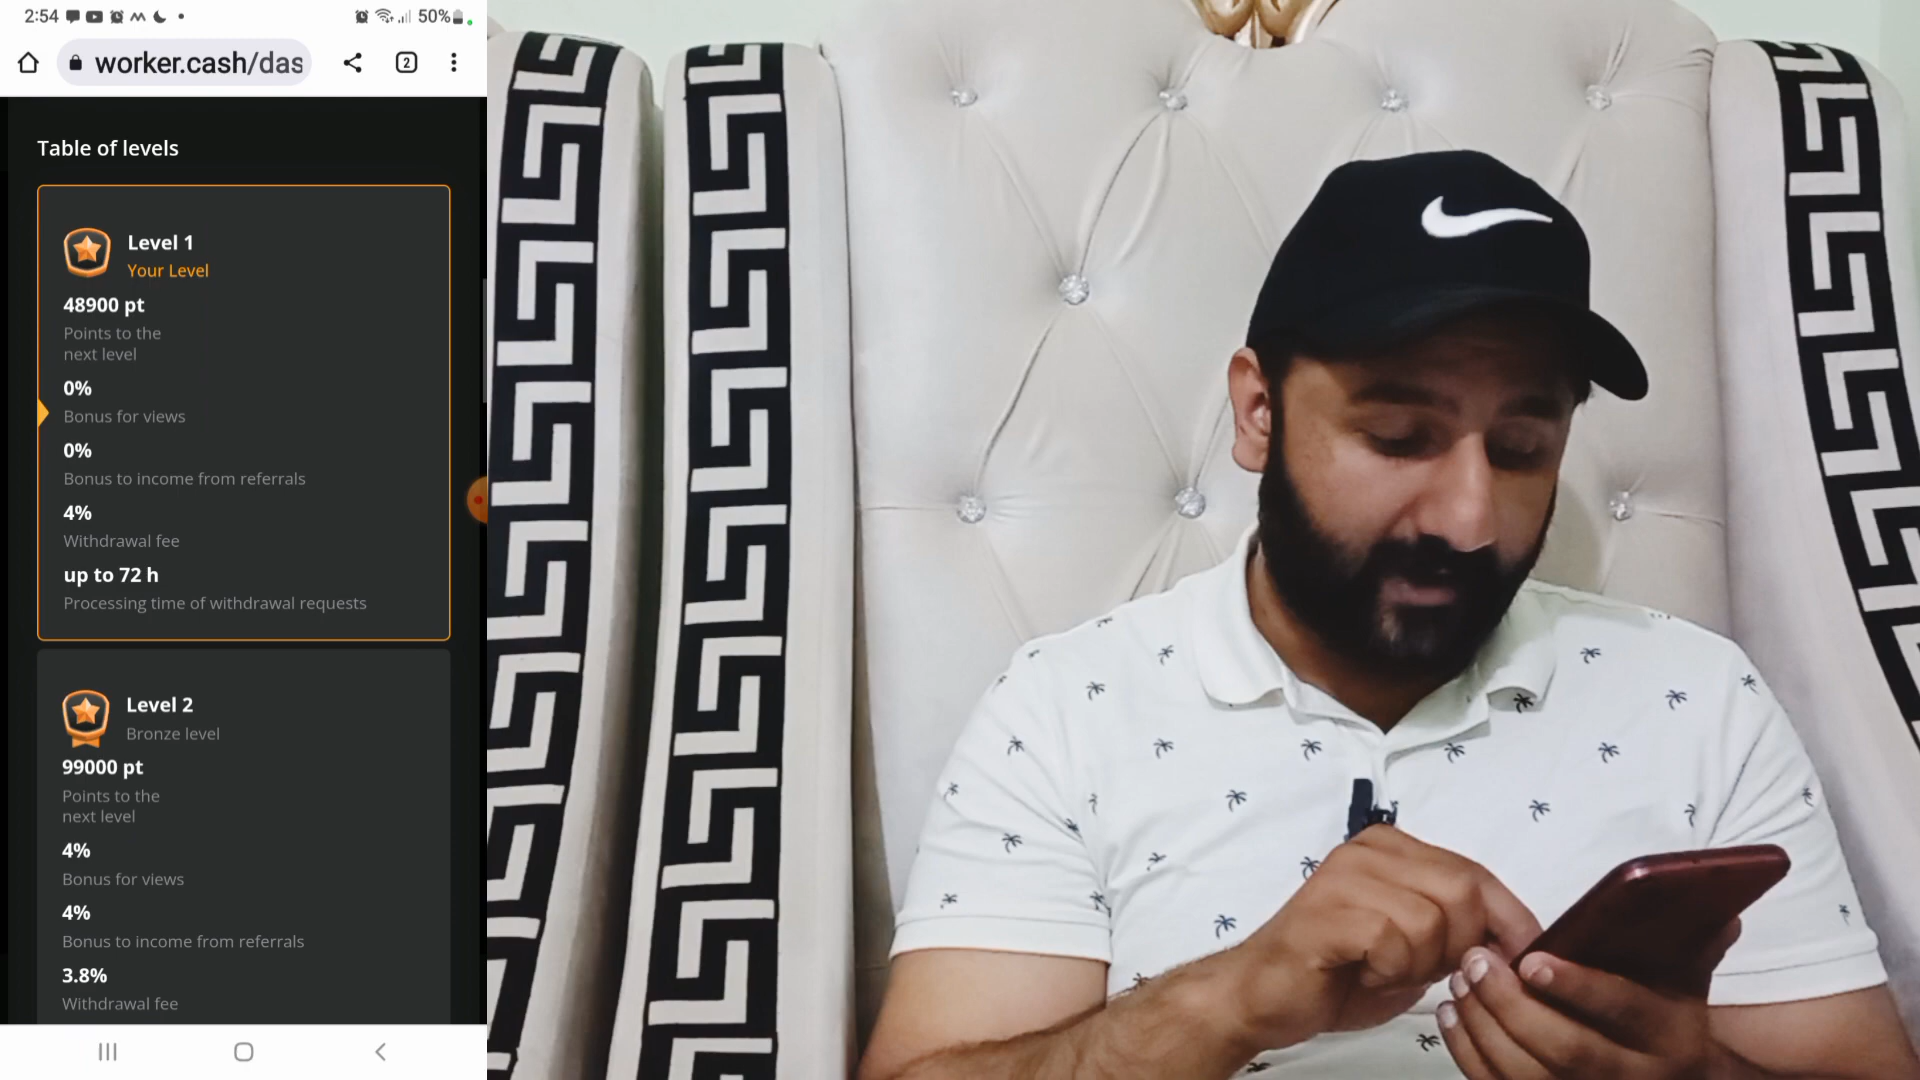 2:54
50%
worker.cash/das
2
Table of levels
Level 1
Your Level
48900 pt
Points to the
next level
0%
Bonus for views
0%
Bonus to income from referrals
4%
Withdrawal fee
up to 72 h
Processing time of withdrawal requests
Level 2
Bronze level
99000 pt
Points to the
next level
4%
Bonus for views
4%
Bonus to income from referrals
3.8%
Withdrawal fee